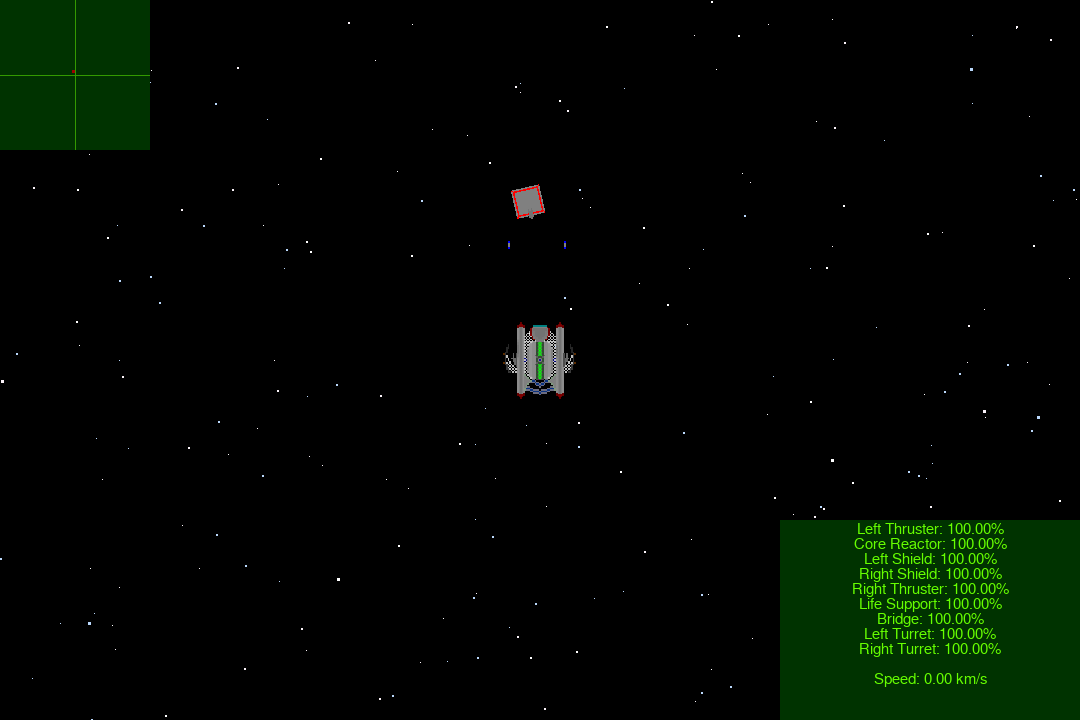 Left Thruster: 100.00%
Core Reactor: 100.00%
Left Shield: 100.00%
Right Shield: 100.00%
Right Thruster: 100.00%
Life Support: 100.00%
Bridge: 100.00%
Left Turret: 100.00%
Right Turret: 100.00%
Speed: 0.00 km/s